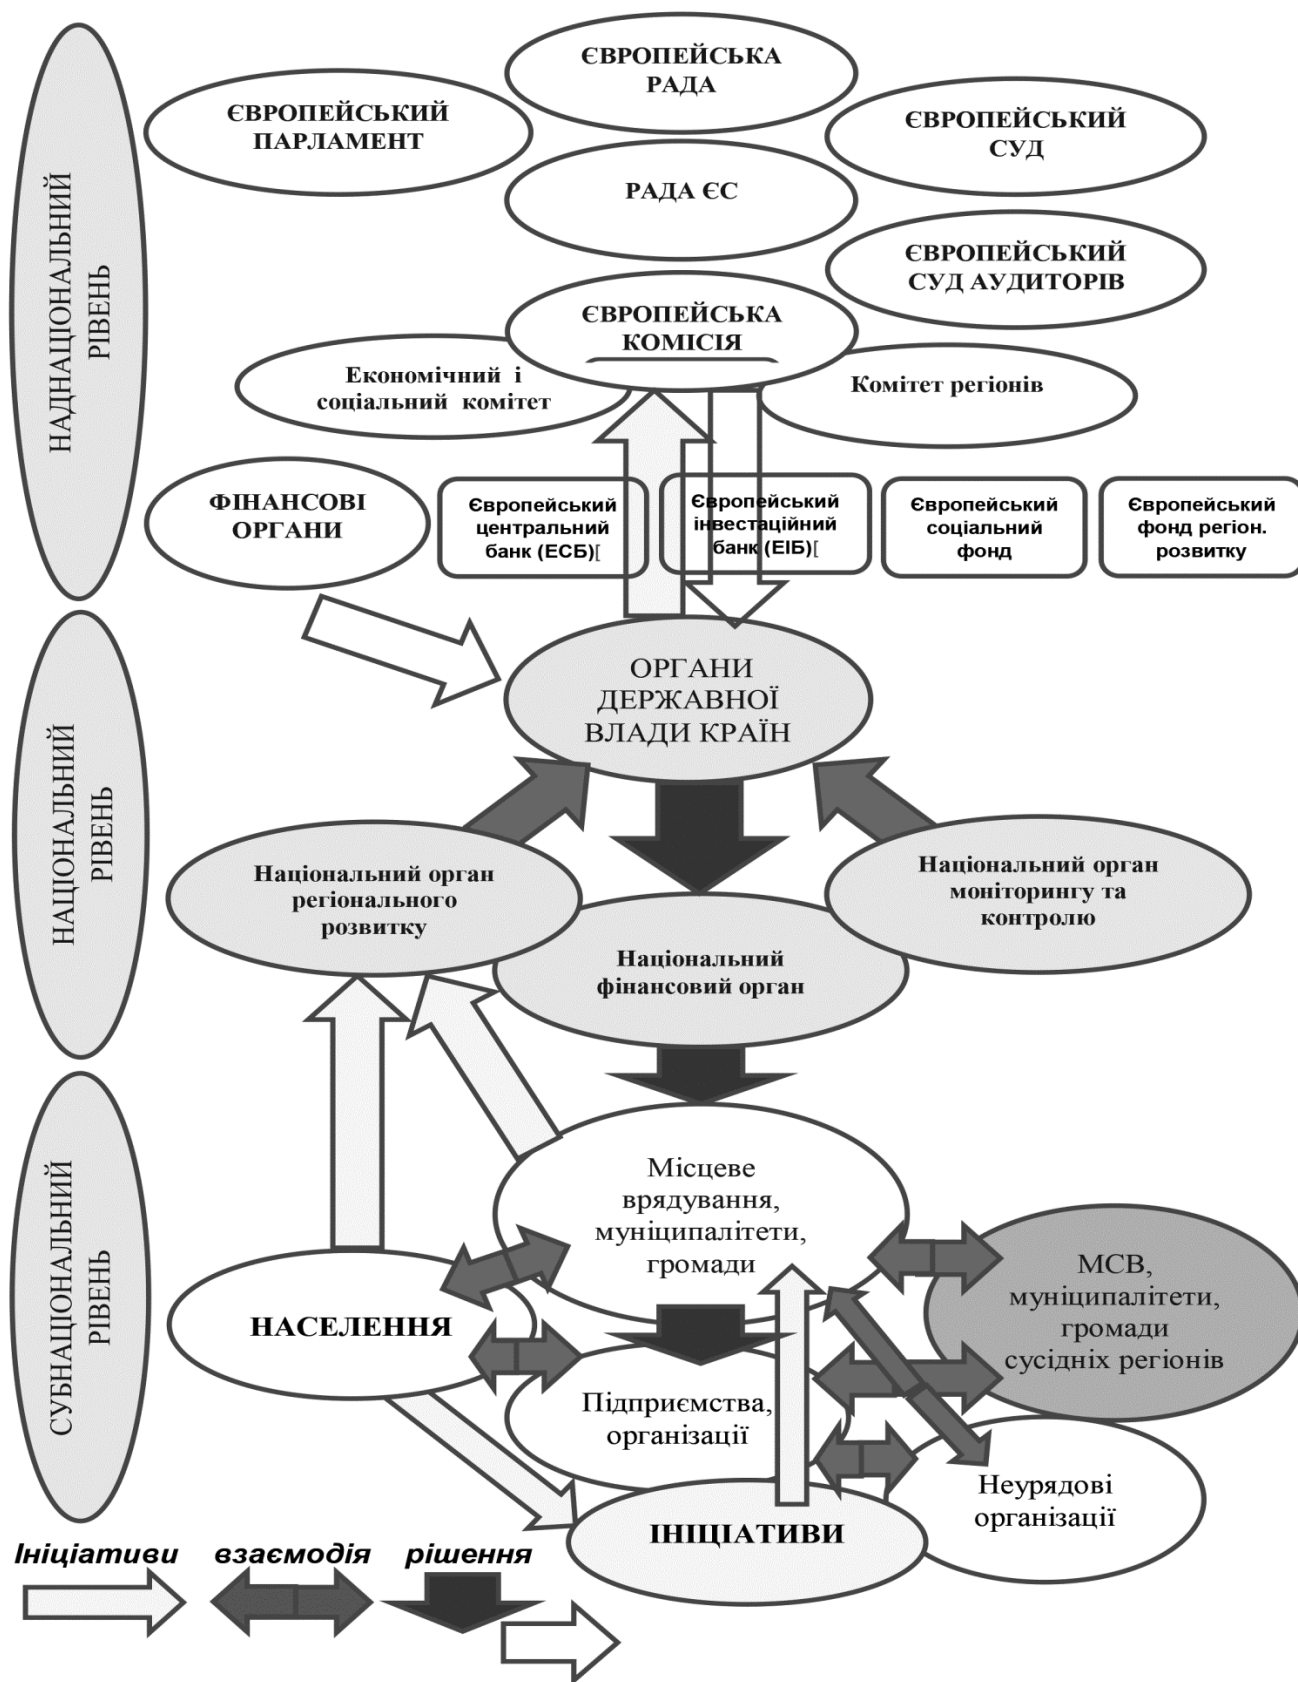 НАДНАЦІОНАЛЬНИЙ
РІВЕНЬ
ЄВРОПЕЙСЬКА
РАДА
ЄВРОПЕЙСЬКИЙ
ПАРЛАМЕНТ
ЄВРОПЕЙСЬКИЙ
СУД
РАДА ЄС
ЄВРОПЕЙСЬКИЙ
СУД АУДИТОРІВ
ЄВРОПЕЙСЬКА
КОМІСІЯ
Економічний і
соціальний комітет
Комітет регіонів
ФІНАНСОВІ
ОРГАНИ
Європейський
центральний
банк (ЕСБ)[
Європейський
інвестаційний
банк (ЕІБ)[
Європейський
соціальний
фонд
Європейський
фонд регіон.
розвитку
НАЦІОНАЛЬНИЙ
РІВЕНЬ
ОРГАНИ
ДЕРЖАВНОЇ
ВЛАДИ КРАЇН
Національний орган
регіонального
розвитку
Національний орган
моніторингу та
контролю
Національний
фінансовий орган
СУБНАЦІОНАЛЬНИЙ
РІВЕНЬ
Місцеве
врядування,
муніципалітети,
громади
НАСЕЛЕННЯ
МСВ,
муніципалітети,
громади
сусідніх регіонів
Підприємства,
організації
Неурядові
організації
ІНІЦІАТИВИ
Ініціативи взаємодія рішення